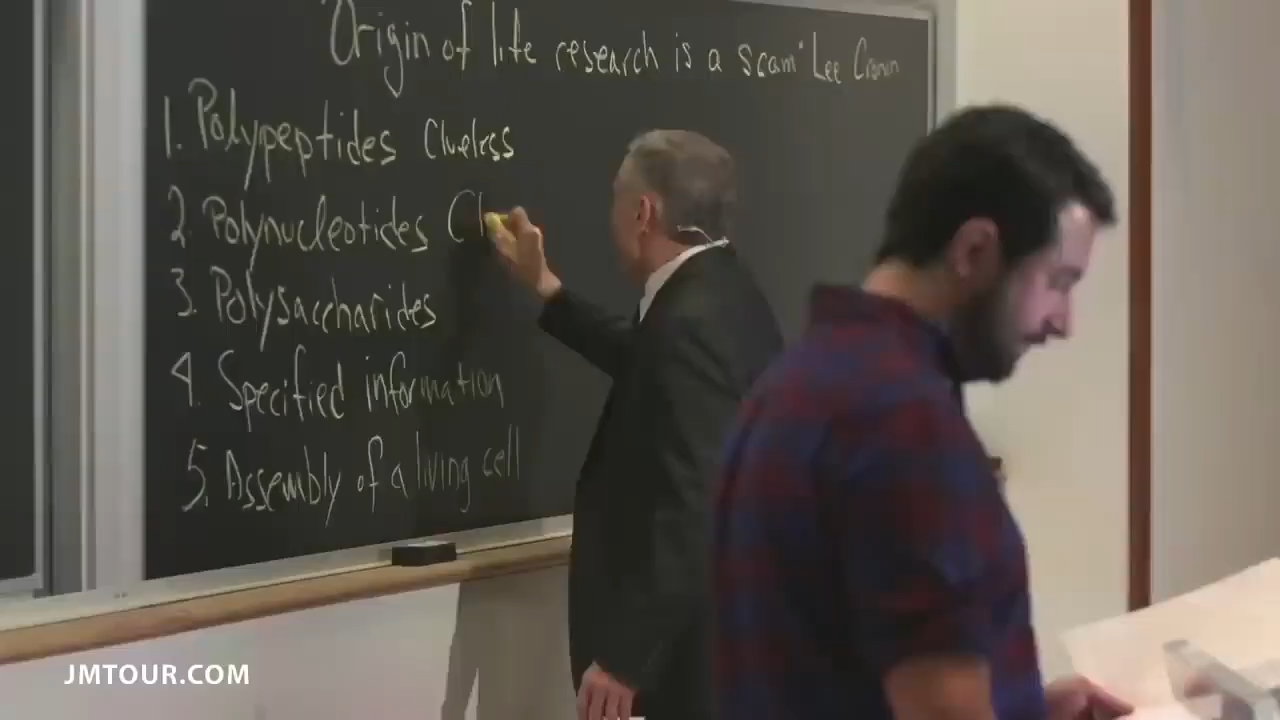 Origin of life research is a scam" Lee Cronin
1. Polypeptides Clueless
2. Polynucleotides Cl
3. Polysaccharides
4. Specified information
5. Assembly of a living cell
JMTOUR.COM